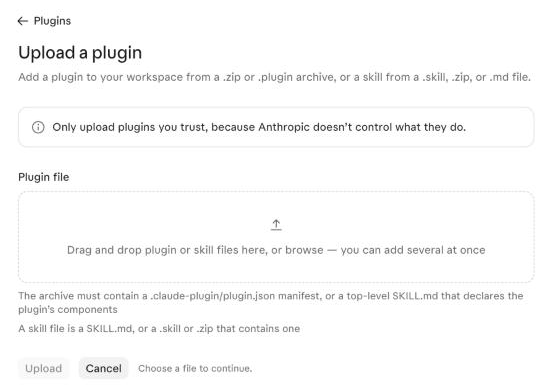 ← Plugins
Upload a plugin
Add a plugin to your workspace from a .zip or .plugin archive, or a skill from a .skill, .zip, or .md file.
Only upload plugins you trust, because Anthropic doesn't control what they do.
Plugin file
Drag and drop plugin or skill files here, or browse — you can add several at once
The archive must contain a .claude-plugin/plugin.json manifest, or a top-level SKILL.md that declares the
plugin's components
A skill file is a SKILL.md, or a .skill or .zip that contains one
Upload Cancel Choose a file to continue.